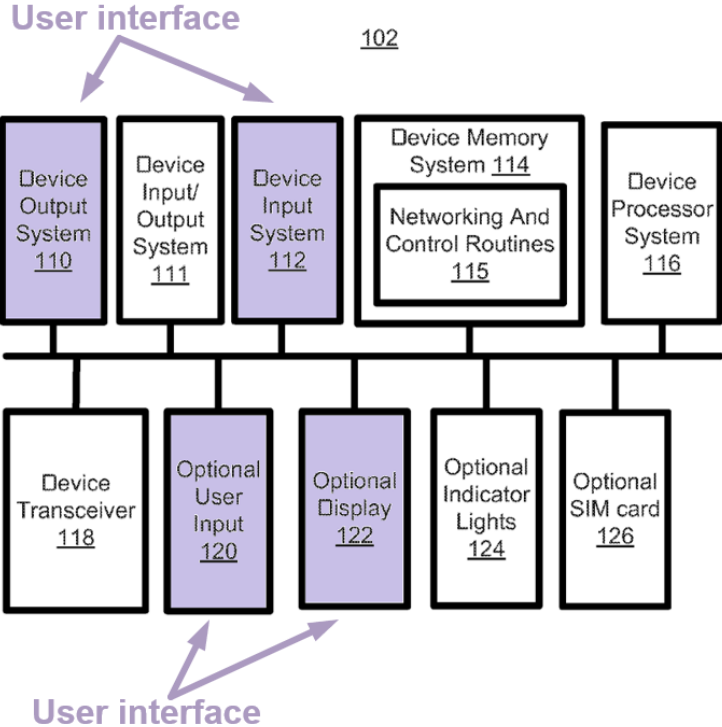 User interface
102
Device
Output
System
110
Device
Input/
Output
System
111
Device
Input
System
112
Device Memory
System 114
Networking And
Control Routines
115
Device
Processor
System
116
Device
Transceiver
118
Optional
User
Input
120
Optional
Display
122
Optional
Indicator
Lights
124
Optional
SIM card
126
User interface